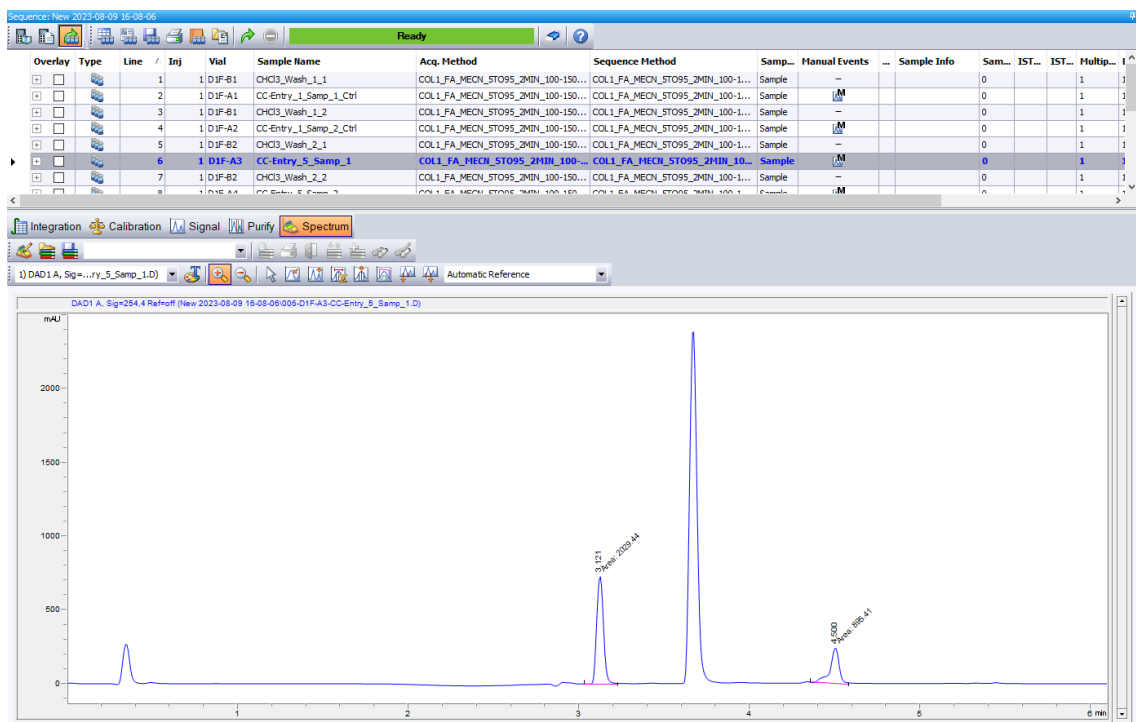 Sequence: New 2023-08-09 16-08-06
Ready
Overlay Type Line / Inj Vial Sample Name Acq. Method Sequence Method Samp... Manual Events ... Sample Info Sam... IST... IST... Multip...
1 1 D1F-B1 CHCl3_Wash_1_1 COL1_FA_MECN_5TO95_2MIN_100-150... COL1_FA_MECN_5TO95_2MIN_100-1... Sample – 0 1
2 1 D1F-A1 CC-Entry_1_Samp_1_Ctrl COL1_FA_MECN_5TO95_2MIN_100-150... COL1_FA_MECN_5TO95_2MIN_100-1... Sample M 0 1
3 1 D1F-B1 CHCl3_Wash_1_2 COL1_FA_MECN_5TO95_2MIN_100-150... COL1_FA_MECN_5TO95_2MIN_100-1... Sample – 0 1
4 1 D1F-A2 CC-Entry_1_Samp_2_Ctrl COL1_FA_MECN_5TO95_2MIN_100-150... COL1_FA_MECN_5TO95_2MIN_100-1... Sample M 0 1
5 1 D1F-B2 CHCl3_Wash_2_1 COL1_FA_MECN_5TO95_2MIN_100-150... COL1_FA_MECN_5TO95_2MIN_100-1... Sample – 0 1
6 1 D1F-A3 CC-Entry_5_Samp_1 COL1_FA_MECN_5TO95_2MIN_100-... COL1_FA_MECN_5TO95_2MIN_10... Sample M 0 1
7 1 D1F-B2 CHCl3_Wash_2_2 COL1_FA_MECN_5TO95_2MIN_100-150... COL1_FA_MECN_5TO95_2MIN_100-1... Sample – 0 1
Integration Calibration Signal Purify Spectrum
1) DAD1 A, Sig=...ry_5_Samp_1.D) Automatic Reference
DAD1 A, Sig=254,4 Ref=off (New 2023-08-09 16-08-06\006-D1F-A3-CC-Entry_5_Samp_1.D)
mAU
2000
1500
1000
500
0
3.121
Area: 2029.44
4.500
Area: 895.41
1 2 3 4 5 6 min